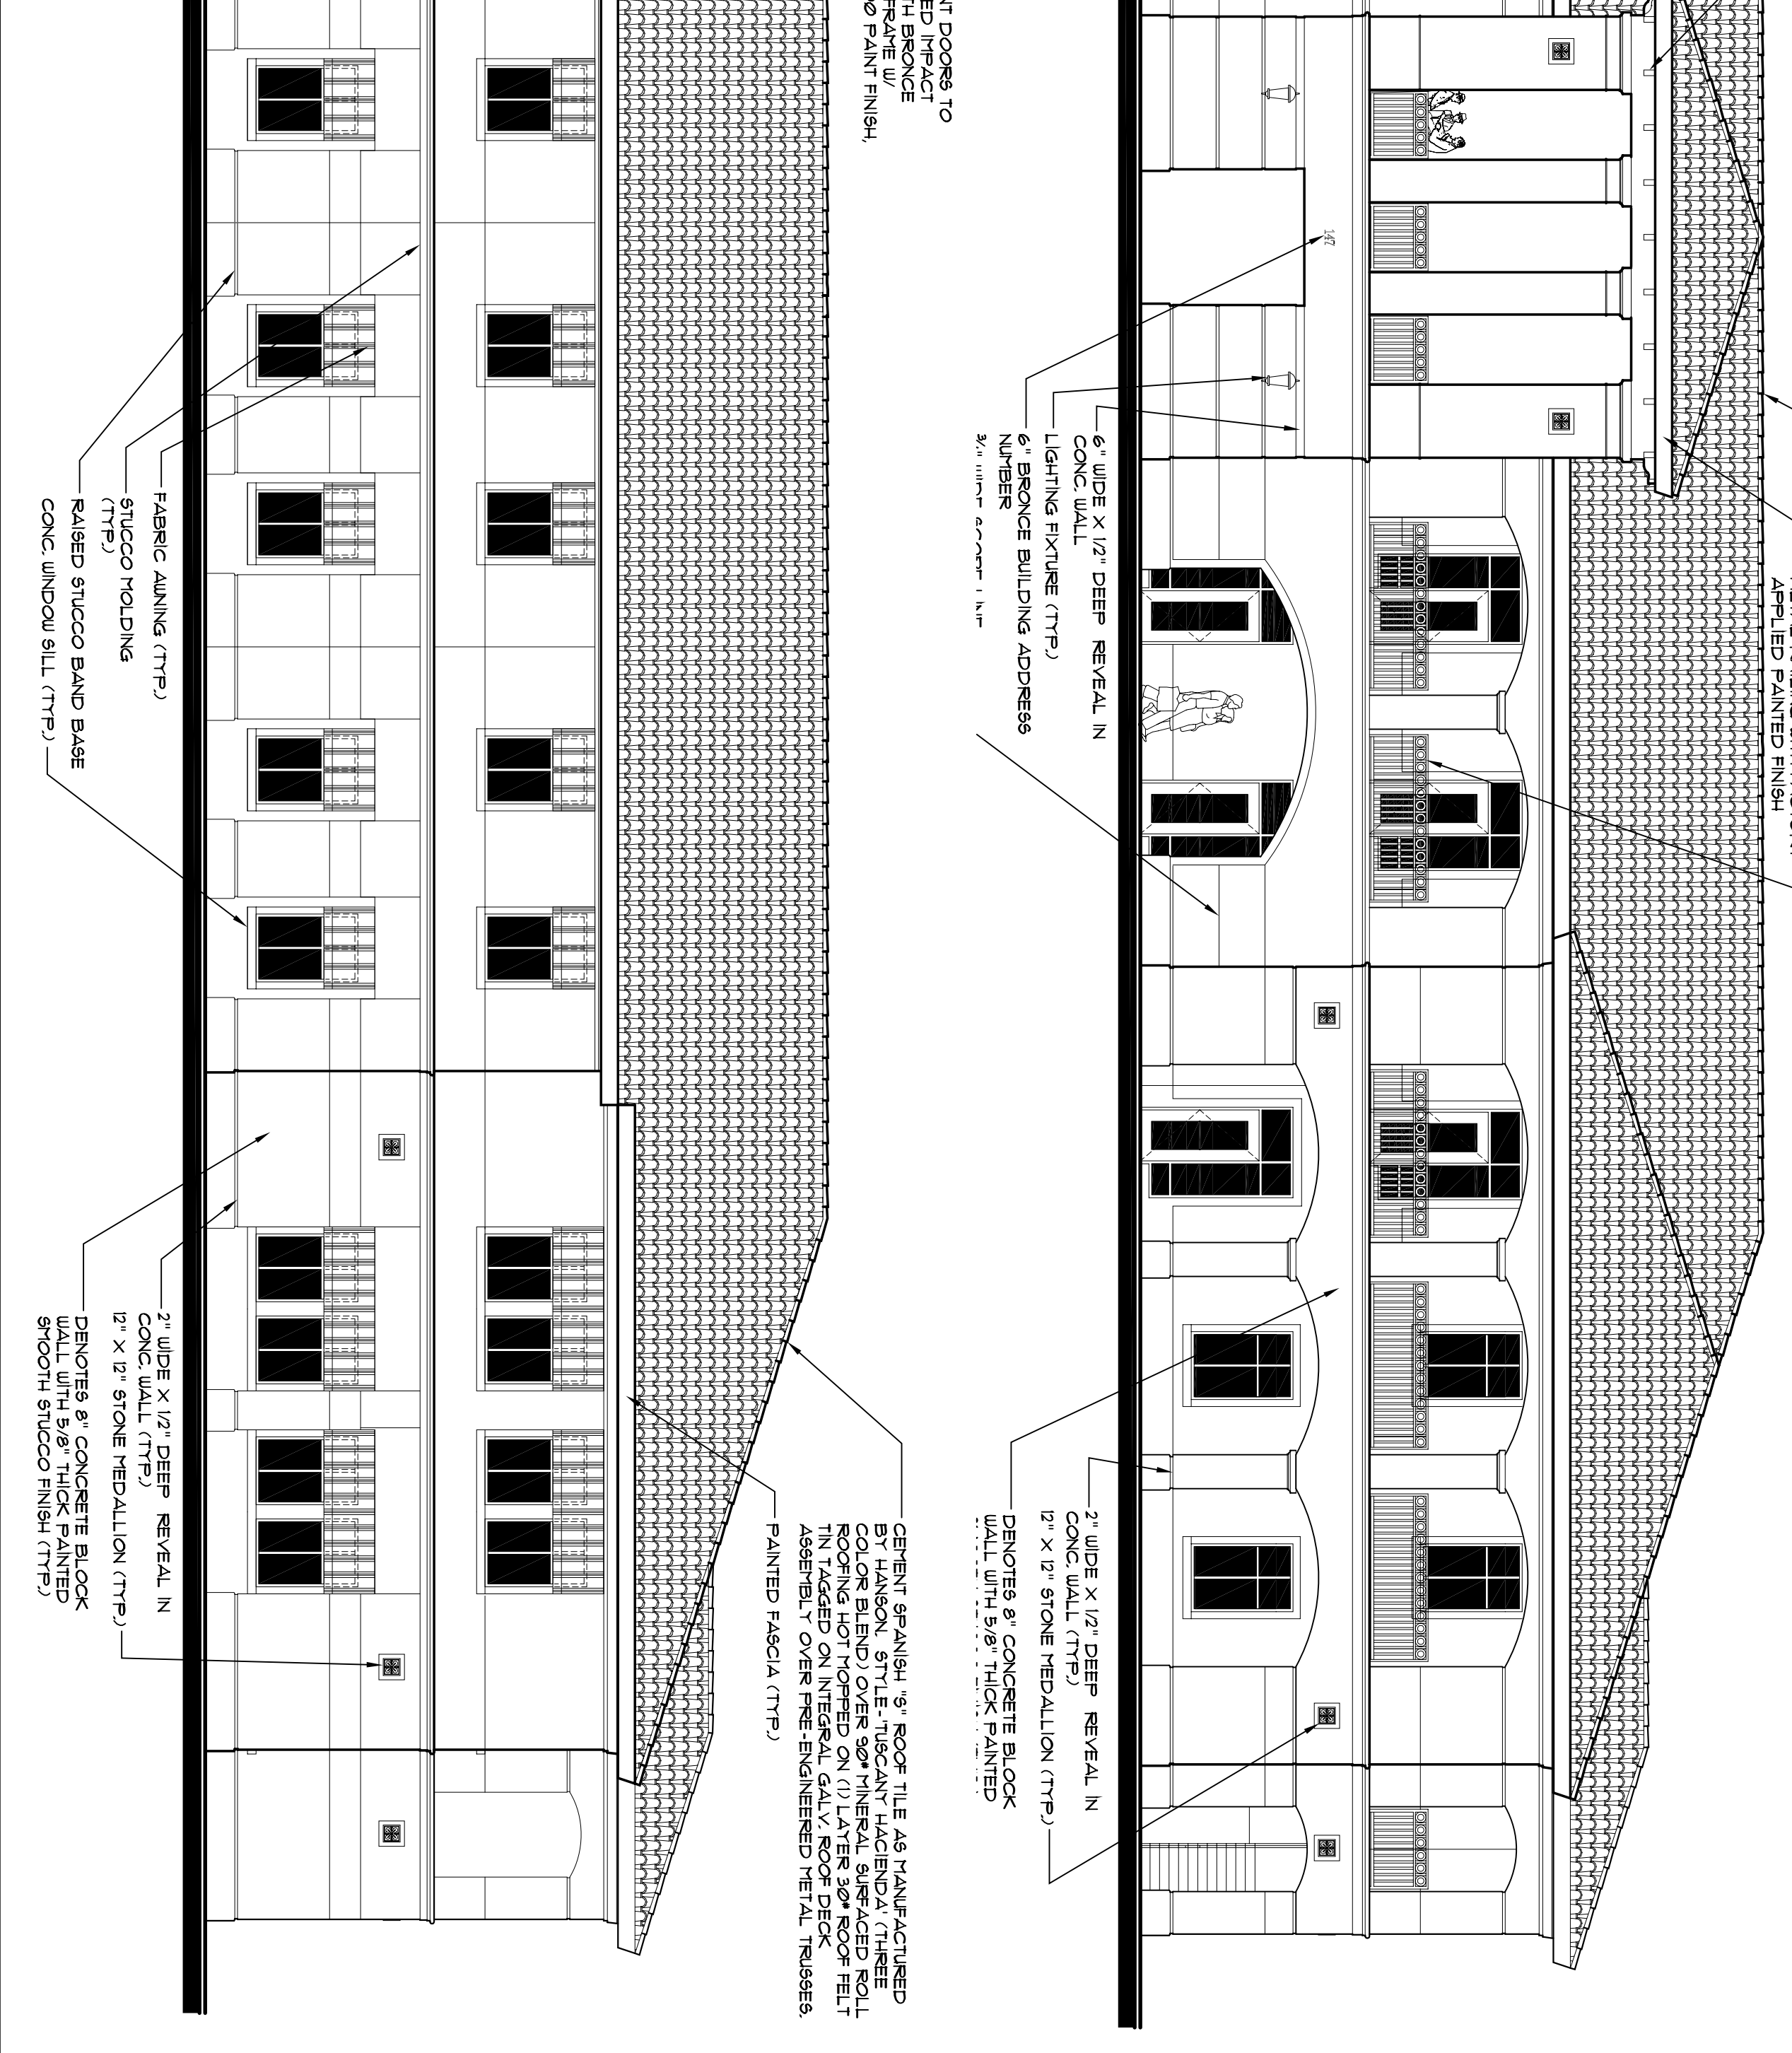 APPLIED PAINTED FINISH
147
6" WIDE X 1/2" DEEP REVEAL IN
CONC. WALL
LIGHTING FIXTURE (TYP.)
6" BRONCE BUILDING ADDRESS
NUMBER
2" WIDE X 1/2" DEEP REVEAL IN
CONC. WALL (TYP.)
12" X 12" STONE MEDALLION (TYP.)
DENOTES 8" CONCRETE BLOCK
WALL WITH 5/8" THICK PAINTED
NT DOORS TO
ED IMPACT
TH BRONCE
FRAME W/
PAINT FINISH,
CEMENT SPANISH "S" ROOF TILE AS MANUFACTURED
BY HANSON. STYLE- 'TUSCANY HACIENDA' (THREE
COLOR BLEND) OVER 90# MINERAL SURFACED ROLL
ROOFING HOT MOPPED ON (1) LAYER 30# ROOF FELT
TIN TAGGED ON INTEGRAL GALV. ROOF DECK
ASSEMBLY OVER PRE-ENGINEERED METAL TRUSSES.
PAINTED FASCIA (TYP.)
FABRIC AWNING (TYP.)
STUCCO MOLDING
(TYP.)
RAISED STUCCO BAND BASE
CONC. WINDOW SILL (TYP.)
2" WIDE X 1/2" DEEP REVEAL IN
CONC. WALL (TYP.)
12" X 12" STONE MEDALLION (TYP.)
DENOTES 8" CONCRETE BLOCK
WALL WITH 5/8" THICK PAINTED
SMOOTH STUCCO FINISH (TYP.)